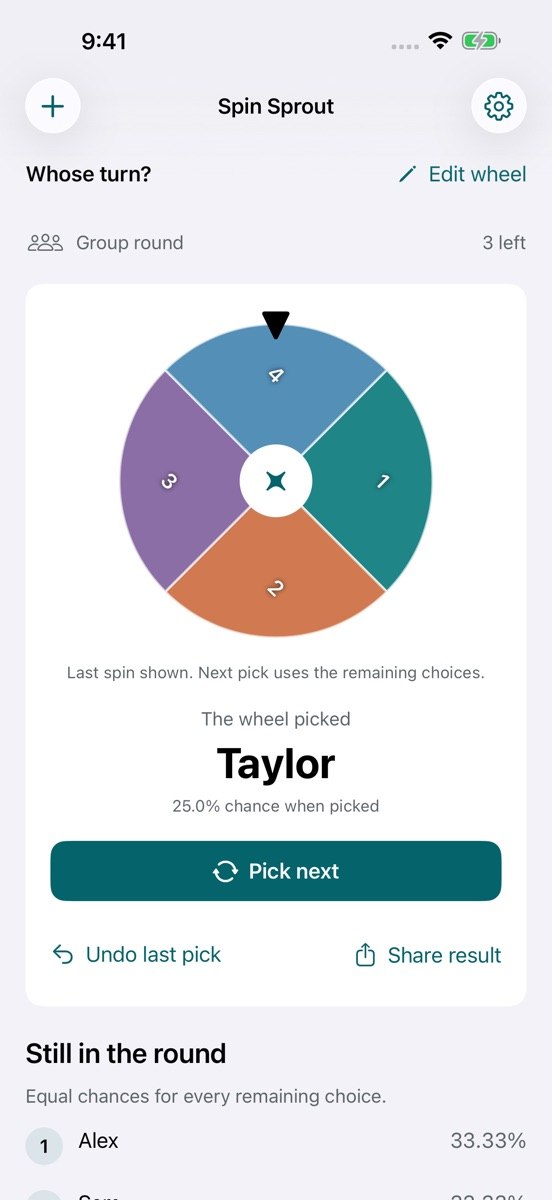 9:41
Spin Sprout
Whose turn?
Edit wheel
Group round
3 left
4
3
1
2
Last spin shown. Next pick uses the remaining choices.
The wheel picked
Taylor
25.0% chance when picked
Pick next
Undo last pick
Share result
Still in the round
Equal chances for every remaining choice.
1 Alex 33.33%